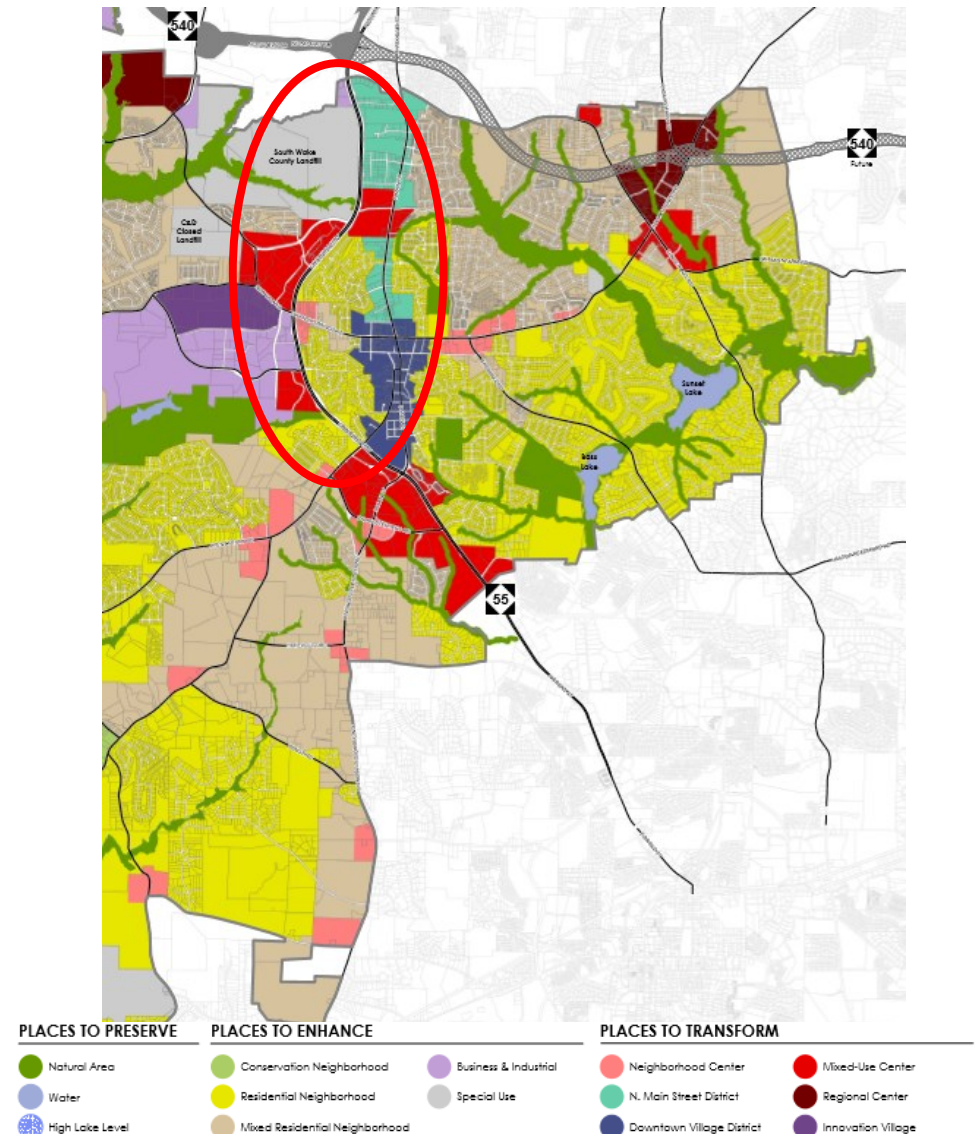 540
South Wake
County Landfill
540
Future
C&D
Closed
Landfill
Sunset
Lake
Bass
Lake
55
PLACES TO PRESERVE
PLACES TO ENHANCE
PLACES TO TRANSFORM
Natural Area
Conservation Neighborhood
Business & Industrial
Neighborhood Center
Mixed-Use Center
Water
Residential Neighborhood
Special Use
N. Main Street District
Regional Center
High Lake Level
Mixed Residential Neighborhood
Downtown Village District
Innovation Village